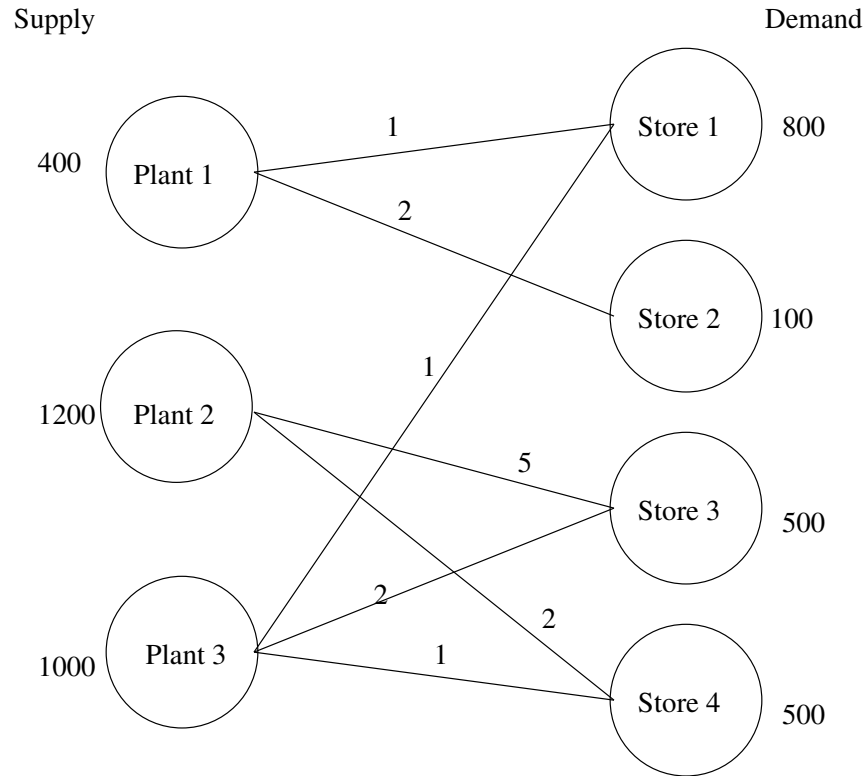 Supply
Demand
Store 1
800
1
400
Plant 1
2
Store 2
100
1
1200
Plant 2
5
Store 3
500
2
2
1000
Plant 3
1
Store 4
500